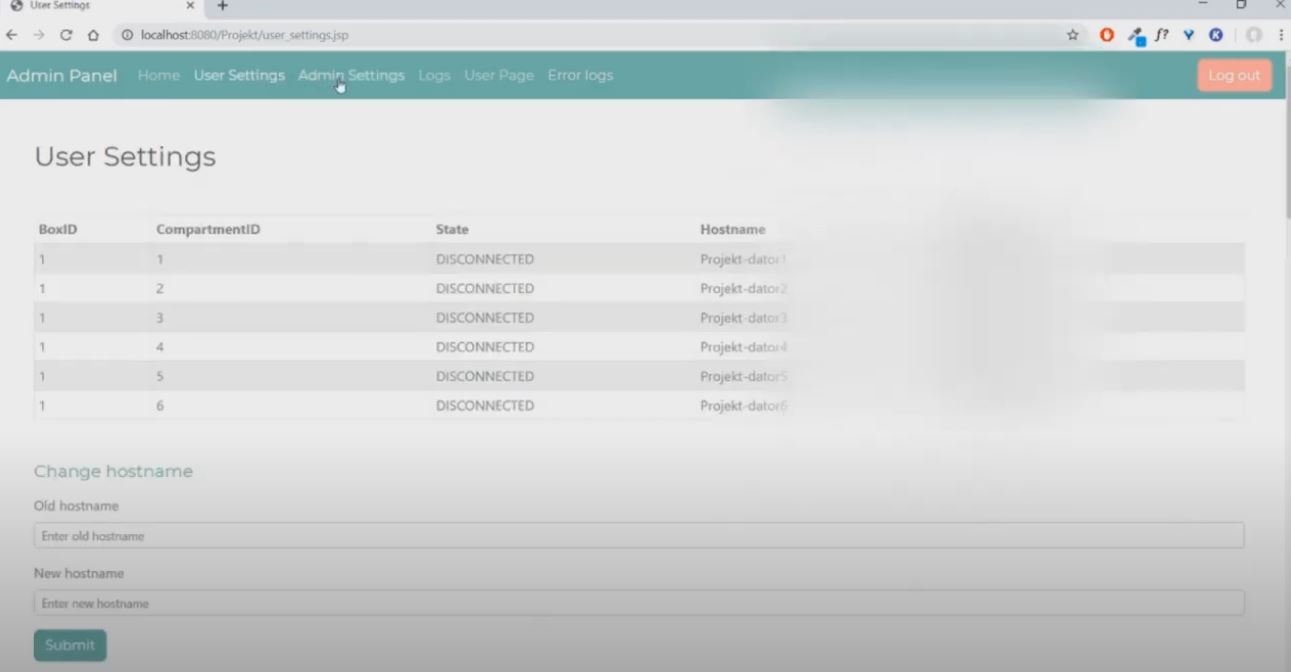 User Settings
localhost:8080/Projekt/user_settings.jsp
f?
Admin Panel Home User Settings Admin Settings Logs User Page Error logs Log out
User Settings
BoxID CompartmentID State Hostname
1 1 DISCONNECTED Projekt-dator1
1 2 DISCONNECTED Projekt-dator2
1 3 DISCONNECTED Projekt-dator3
1 4 DISCONNECTED Projekt-dator4
1 5 DISCONNECTED Projekt-dator5
1 6 DISCONNECTED Projekt-dator6
Change hostname
Old hostname
Enter old hostname
New hostname
Enter new hostname
Submit